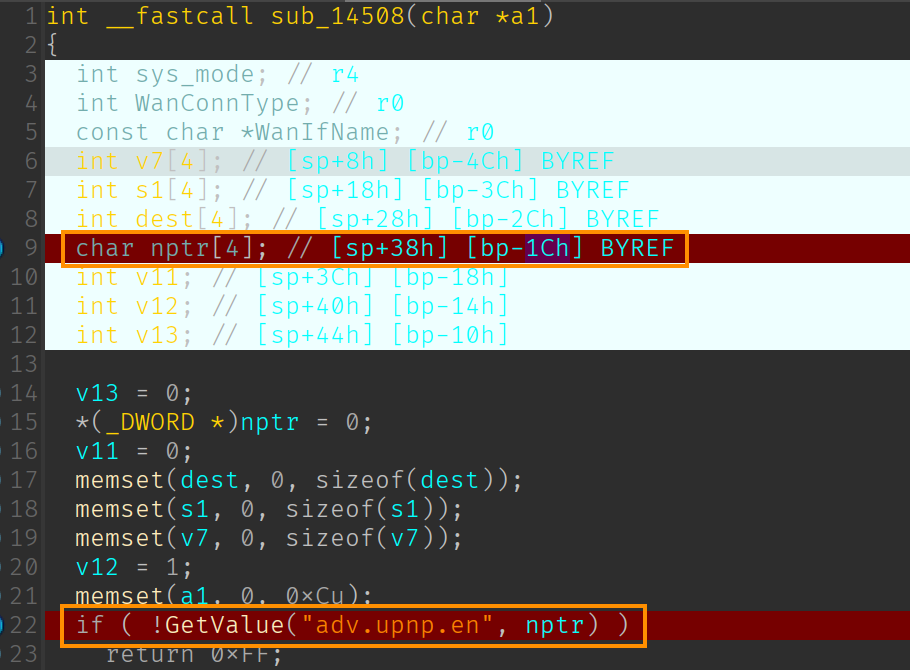 1 int __fastcall sub_14508(char *a1)
2 {
3 int sys_mode; // r4
4 int WanConnType; // r0
5 const char *WanIfName; // r0
6 int v7[4]; // [sp+8h] [bp-4Ch] BYREF
7 int s1[4]; // [sp+18h] [bp-3Ch] BYREF
8 int dest[4]; // [sp+28h] [bp-2Ch] BYREF
9 char nptr[4]; // [sp+38h] [bp-1Ch] BYREF
10 int v11; // [sp+3Ch] [bp-18h]
11 int v12; // [sp+40h] [bp-14h]
12 int v13; // [sp+44h] [bp-10h]
13
14 v13 = 0;
15 *(_DWORD *)nptr = 0;
16 v11 = 0;
17 memset(dest, 0, sizeof(dest));
18 memset(s1, 0, sizeof(s1));
19 memset(v7, 0, sizeof(v7));
20 v12 = 1;
21 memset(a1, 0, 0×Cu);
22 if ( !GetValue("adv.upnp.en", nptr) )
23 return 0×FF;